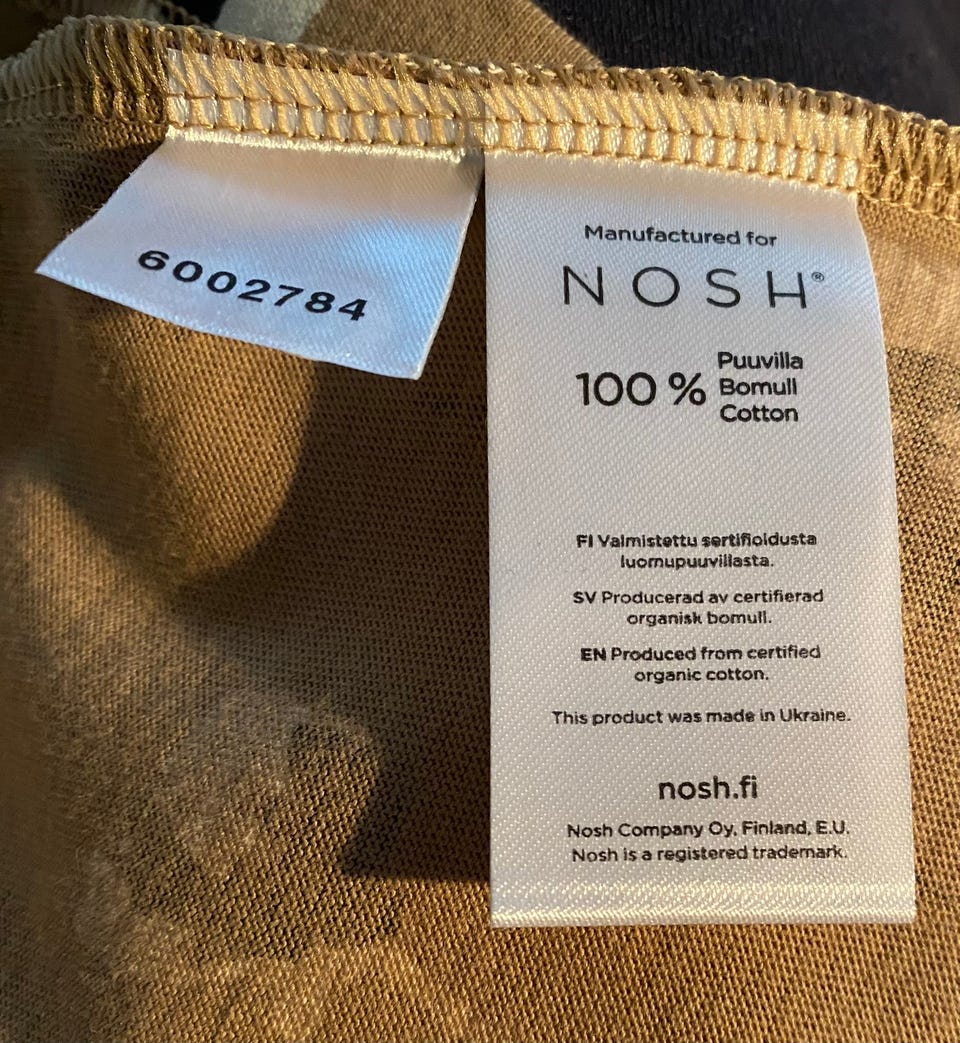 6002784
Manufactured for
NOSH®
100 % Puuvilla
Bomull
Cotton
FI Valmistettu sertifioidusta
luomupuuvillasta.
SV Producerad av certifierad
organisk bomull.
EN Produced from certified
organic cotton.
This product was made in Ukraine.
nosh.fi
Nosh Company Oy, Finland, E.U.
Nosh is a registered trademark.